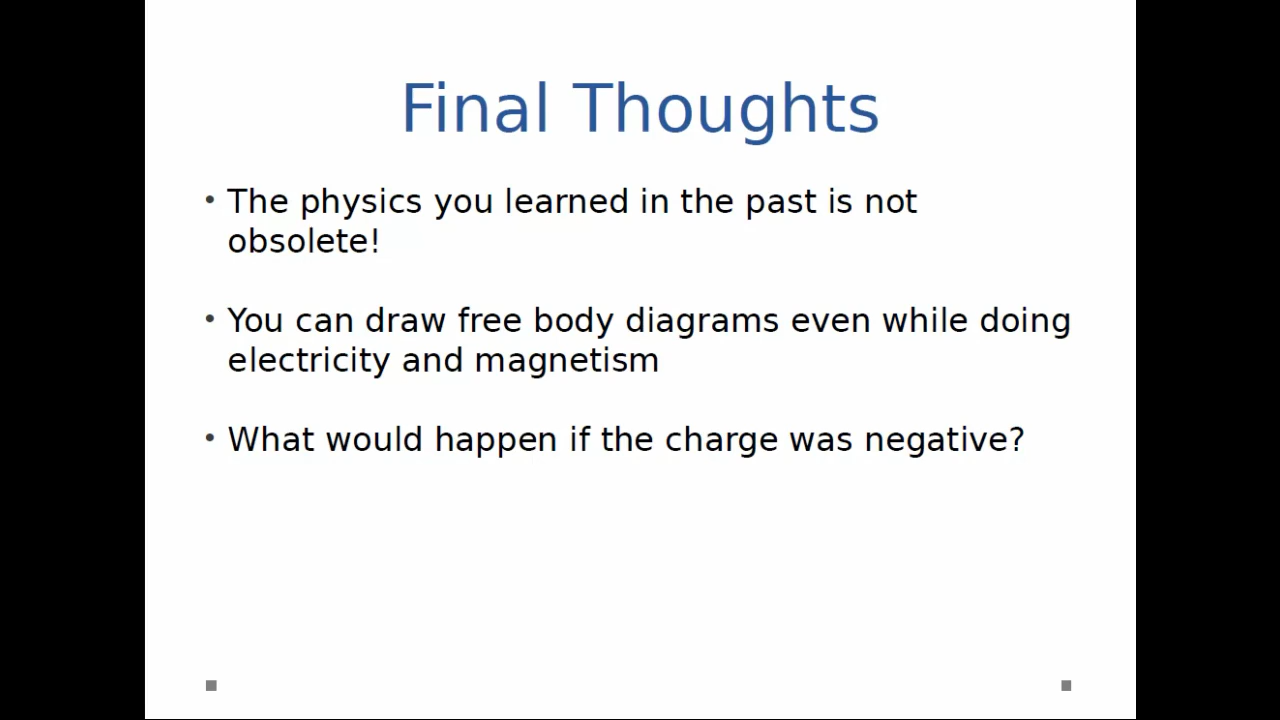 Final Thoughts
• The physics you learned in the past is not
obsolete!
• You can draw free body diagrams even while doing
electricity and magnetism
• What would happen if the charge was negative?